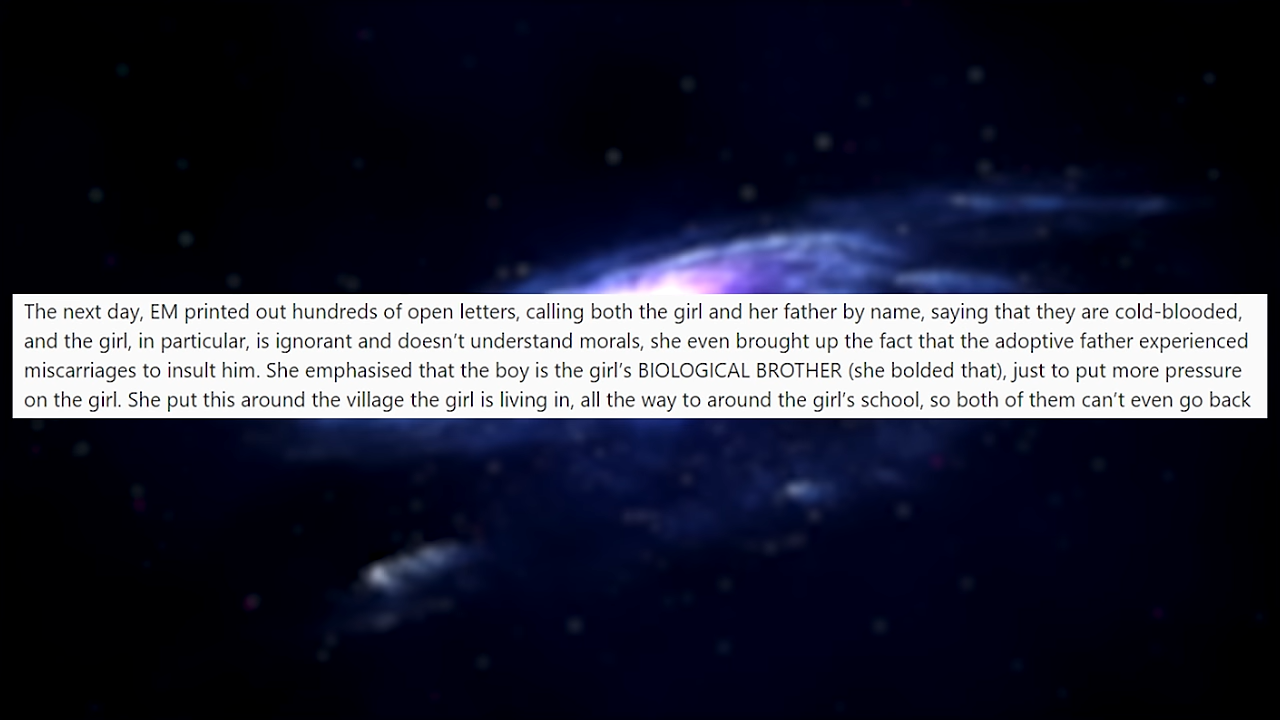 The next day, EM printed out hundreds of open letters, calling both the girl and her father by name, saying that they are cold-blooded,
and the girl, in particular, is ignorant and doesn’t understand morals, she even brought up the fact that the adoptive father experienced
miscarriages to insult him. She emphasised that the boy is the girl’s BIOLOGICAL BROTHER (she bolded that), just to put more pressure
on the girl. She put this around the village the girl is living in, all the way to around the girl’s school, so both of them can’t even go back